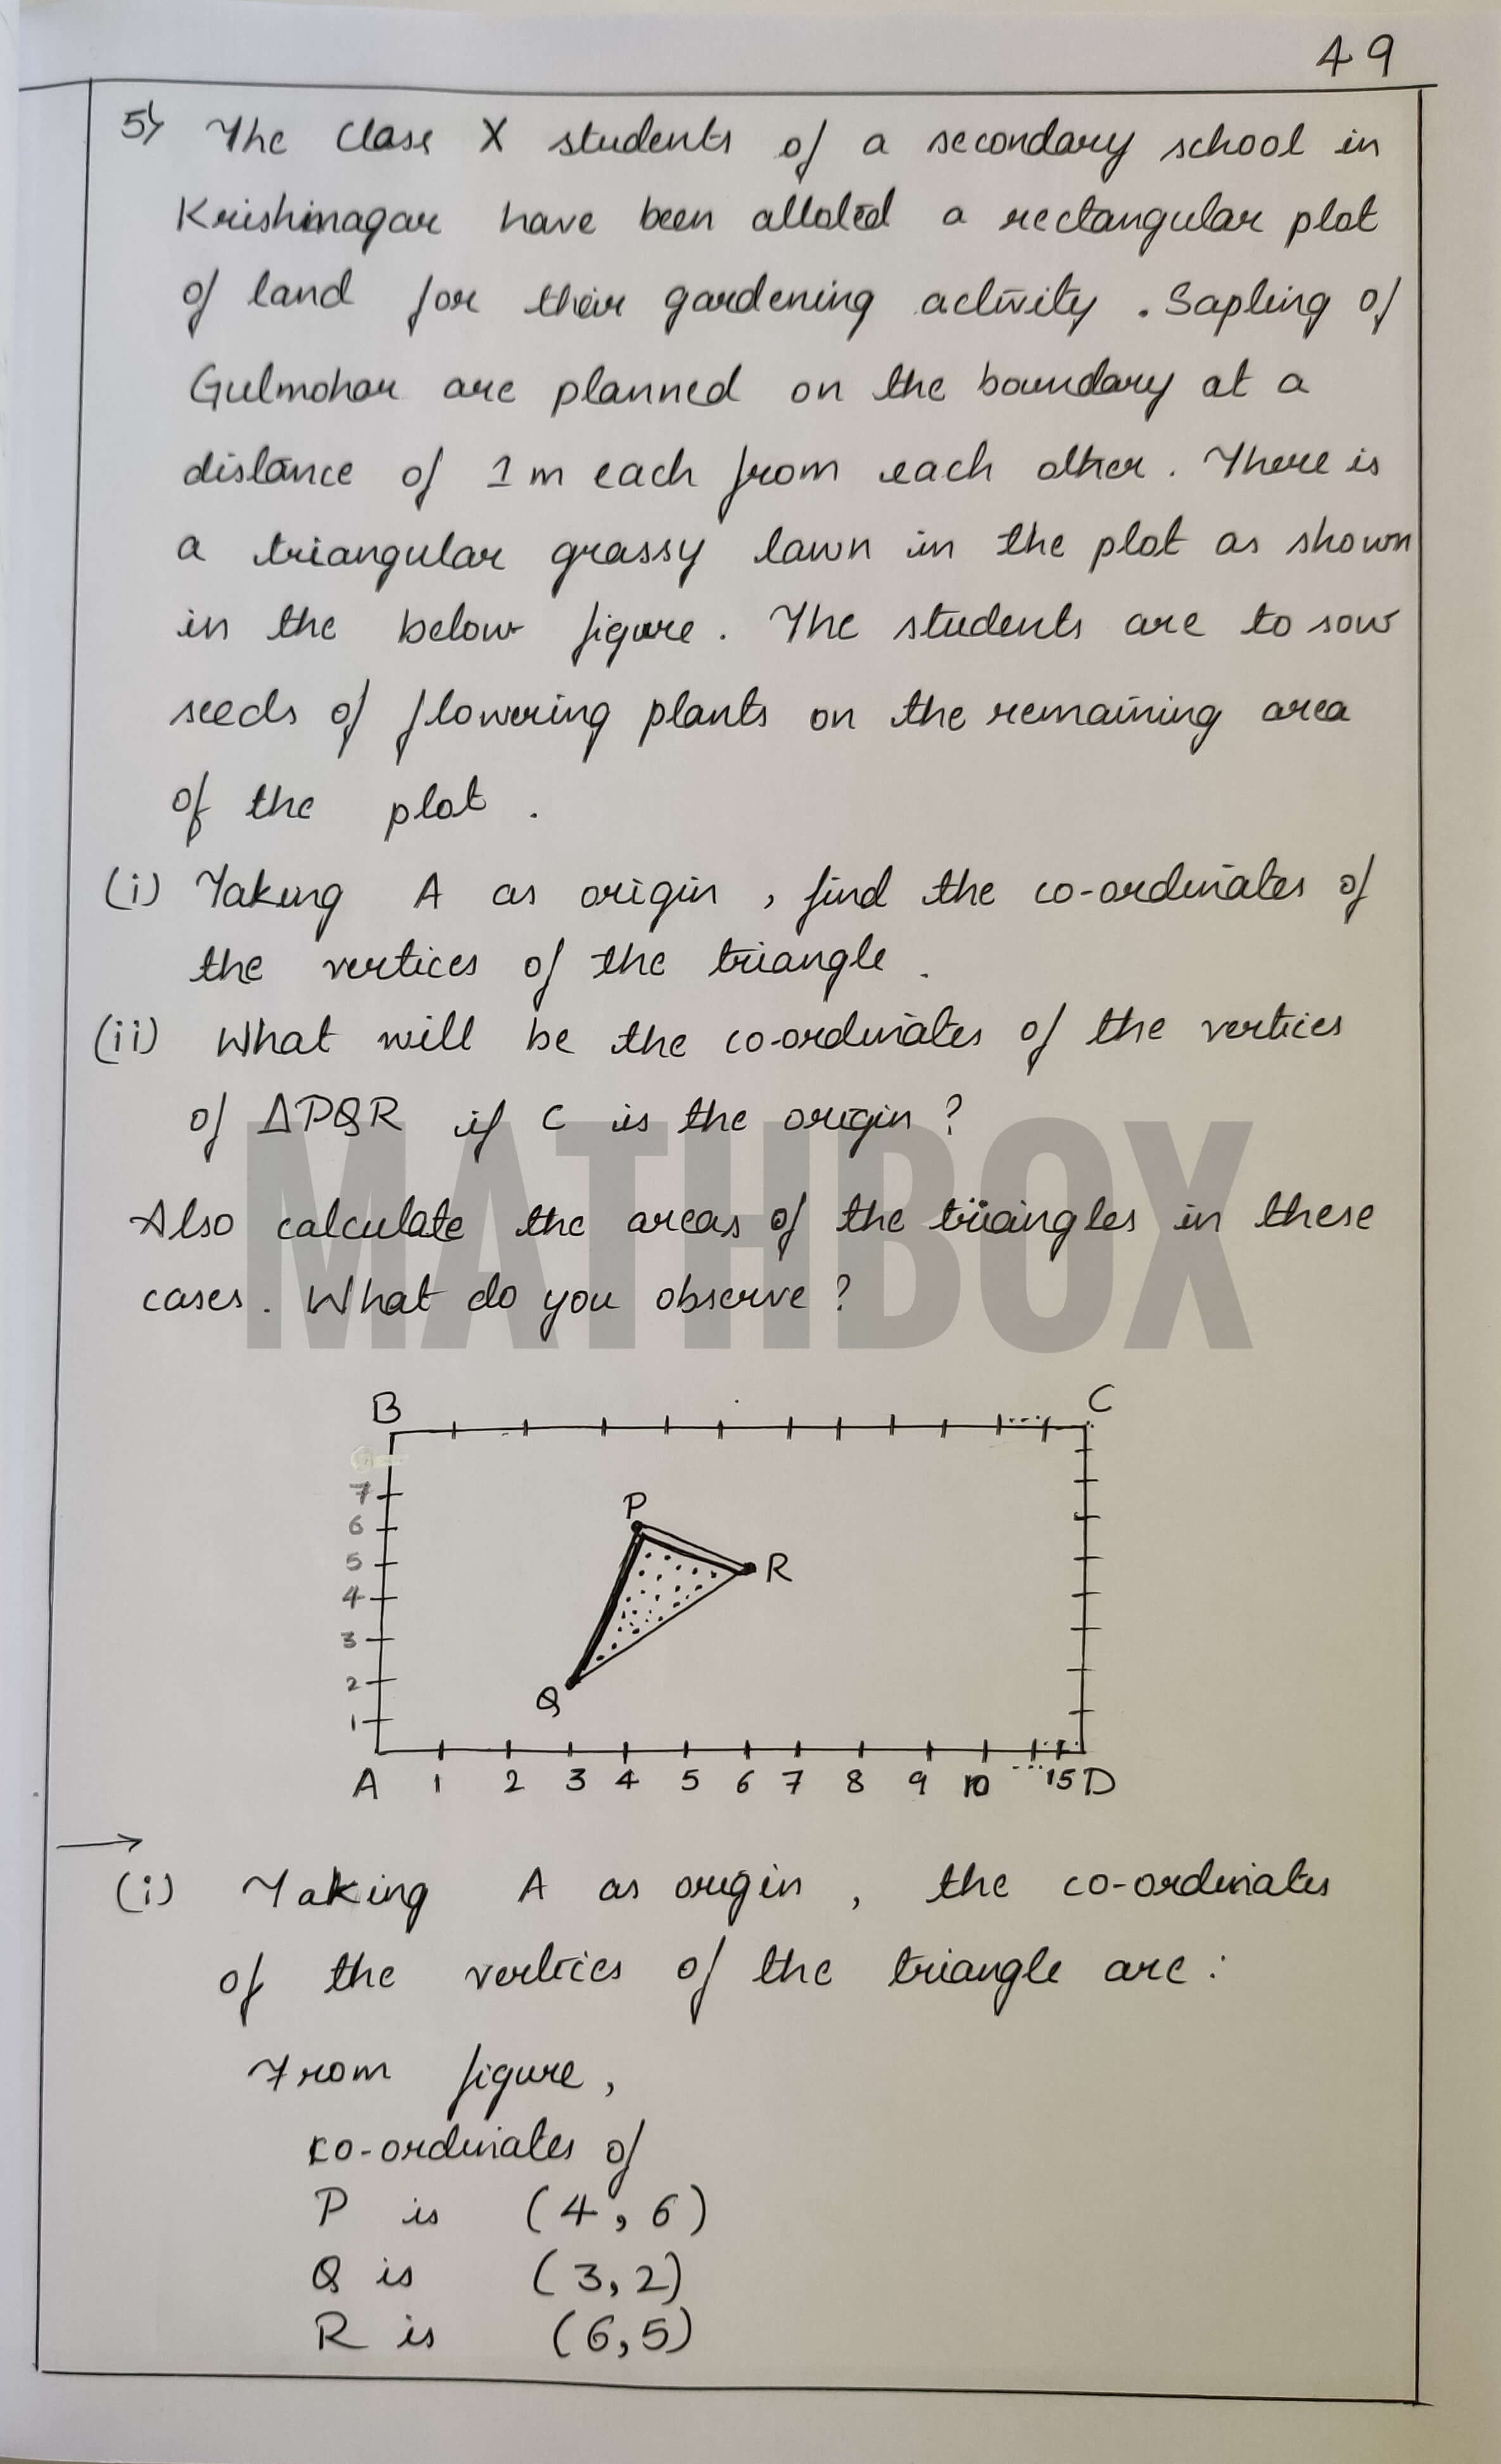 49
5) The Class X students of a secondary school in
Krishinagar have been alloted a rectangular plot
of land for their gardening activity. Sapling of
Gulmohar are planned on the boundary at a
distance of 1 m each from each other. There is
a triangular grassy lawn in the plot as shown
in the below figure. The students are to sow
seeds of flowering plants on the remaining area
of the plot.
(i) Taking A as origin, find the co-ordinates of
the vertices of the triangle.
(ii) What will be the co-ordinates of the vertices
of ΔPQR if C is the origin?
Also calculate the areas of the triangles in these
cases. What do you observe?
MATHBOX
B C
7
P
6
5 R
4
3
2
Q
1
A 1 2 3 4 5 6 7 8 9 10 ... 15 D
→
(i) Taking A as origin, the co-ordinates
of the vertices of the triangle are:
From figure,
co-ordinates of
P is (4, 6)
Q is (3, 2)
R is (6, 5)